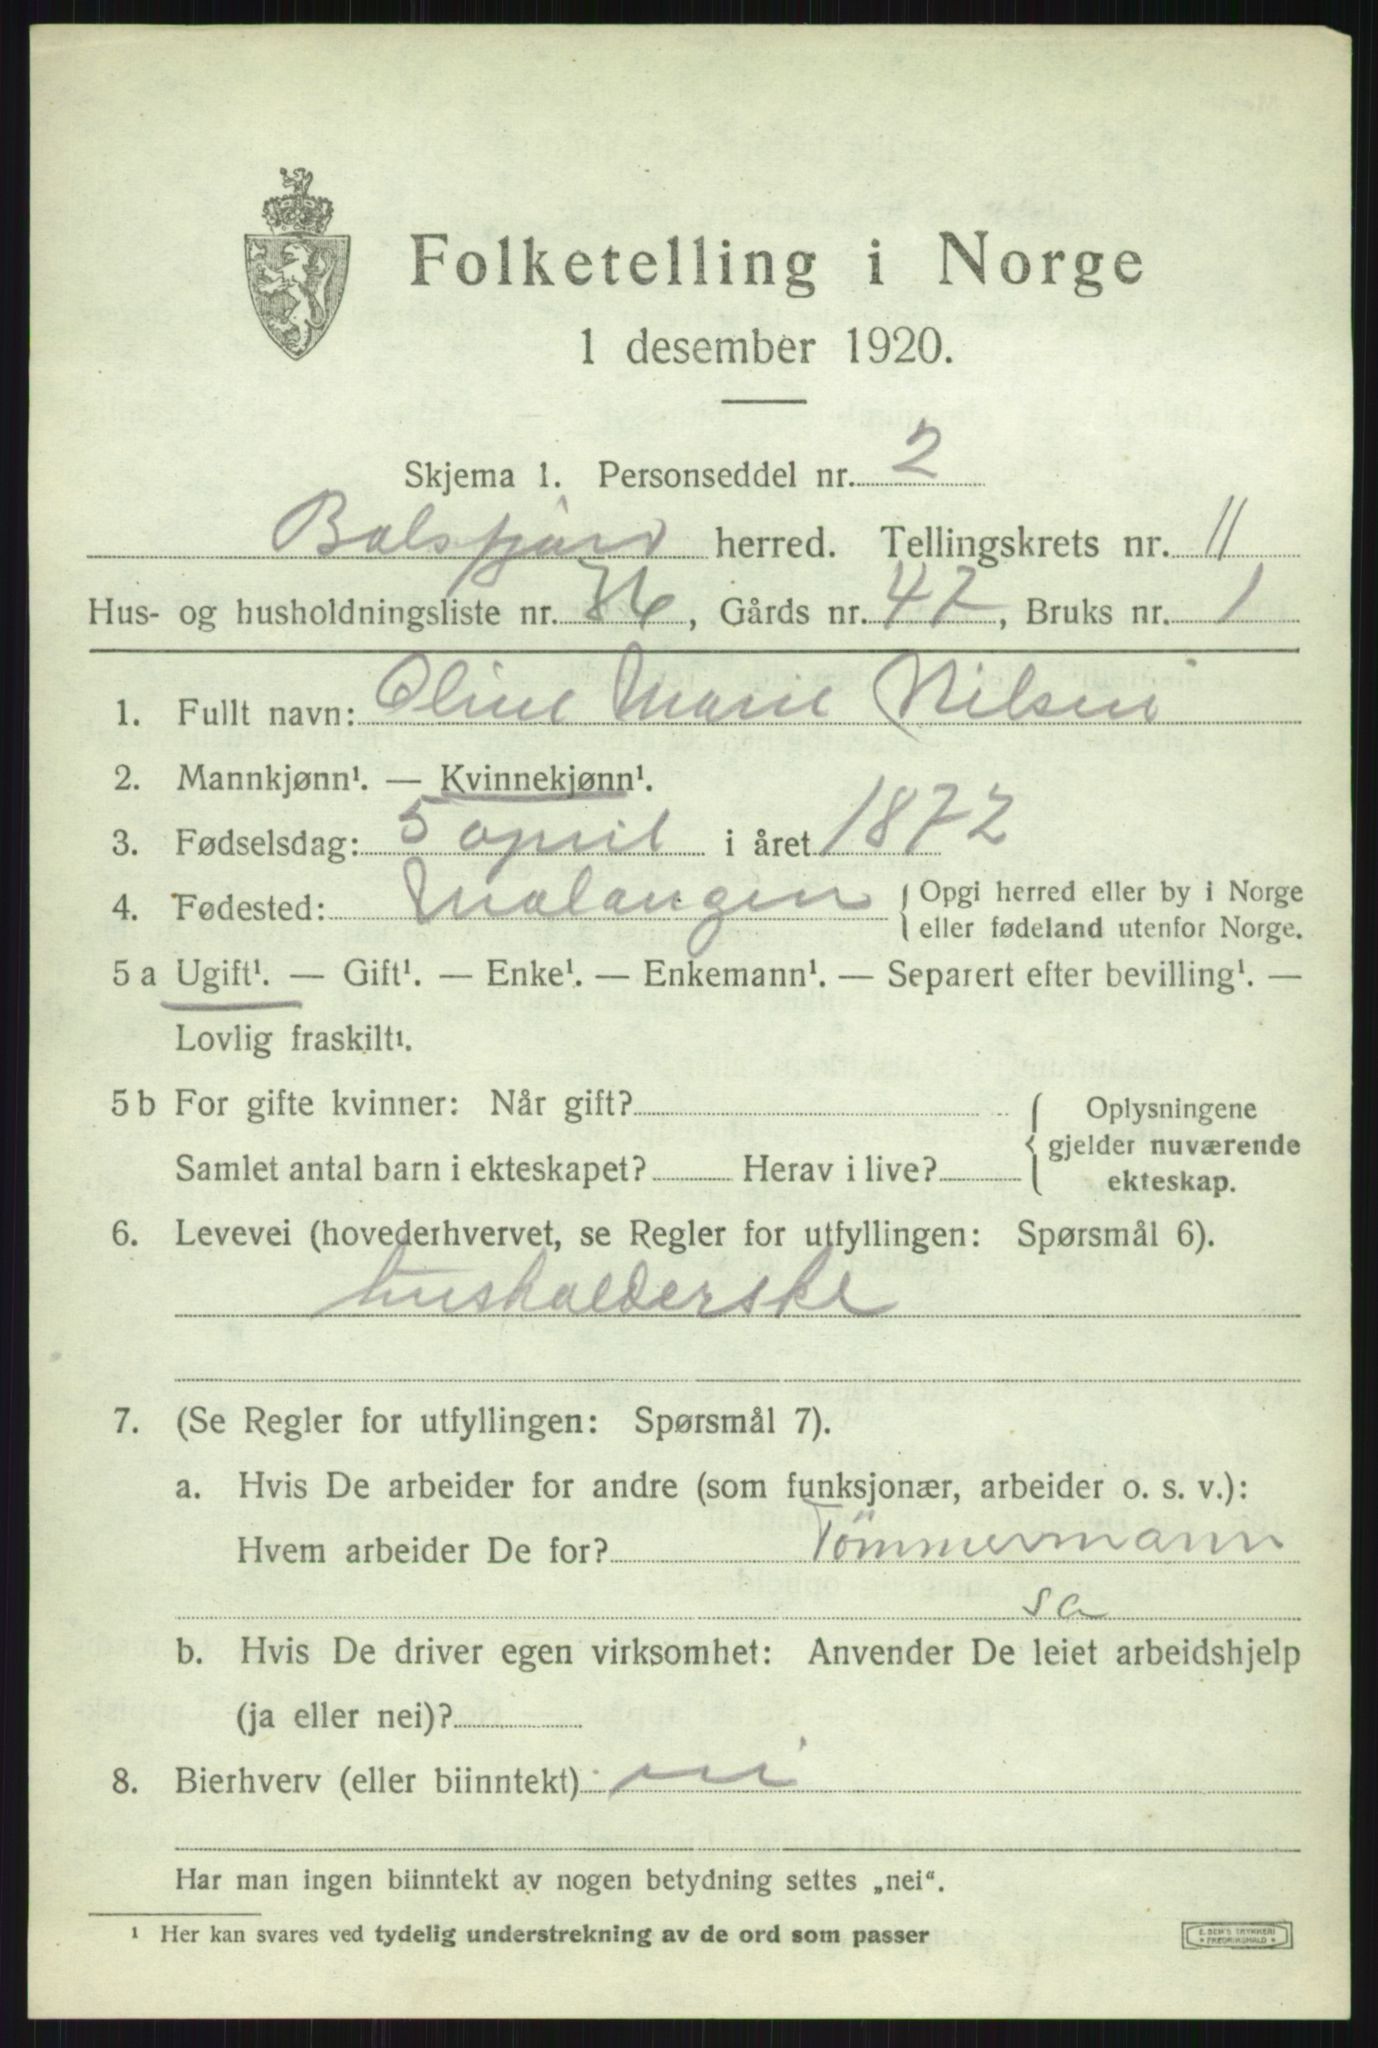 Folketelling i Norge
1 desember 1920.
Skjema 1. Personseddel nr. 2
Balsfjord herred. Tellingskrets nr. 11
Hus- og husholdningsliste nr. 36, Gårds nr. 47, Bruks nr. 1
1. Fullt navn: Oline Marie Nilsen
2. Mannkjønn¹. — Kvinnekjønn¹.
3. Fødselsdag: 5 april i året 1872
4. Fødested: Malangen { Opgi herred eller by i Norge
eller fødeland utenfor Norge.
5 a Ugift¹. — Gift¹. — Enke¹. — Enkemann¹. — Separert efter bevilling¹. —
Lovlig fraskilt¹.
5 b For gifte kvinner: Når gift? { Oplysningene
gjelder nuværende
Samlet antal barn i ekteskapet? Herav i live? ekteskap.
6. Levevei (hovederhvervet, se Regler for utfyllingen: Spørsmål 6).
husholderske
7. (Se Regler for utfyllingen: Spørsmål 7).
a. Hvis De arbeider for andre (som funksjonær, arbeider o. s. v.):
Hvem arbeider De for? Tömmermann
sa
b. Hvis De driver egen virksomhet: Anvender De leiet arbeidshjelp
(ja eller nei)?
8. Bierhverv (eller biinntekt) nei
Har man ingen biinntekt av nogen betydning settes „nei“.
¹ Her kan svares ved tydelig understrekning av de ord som passer
E. SEM'S TRYKKERI
FREDRIKSHALD